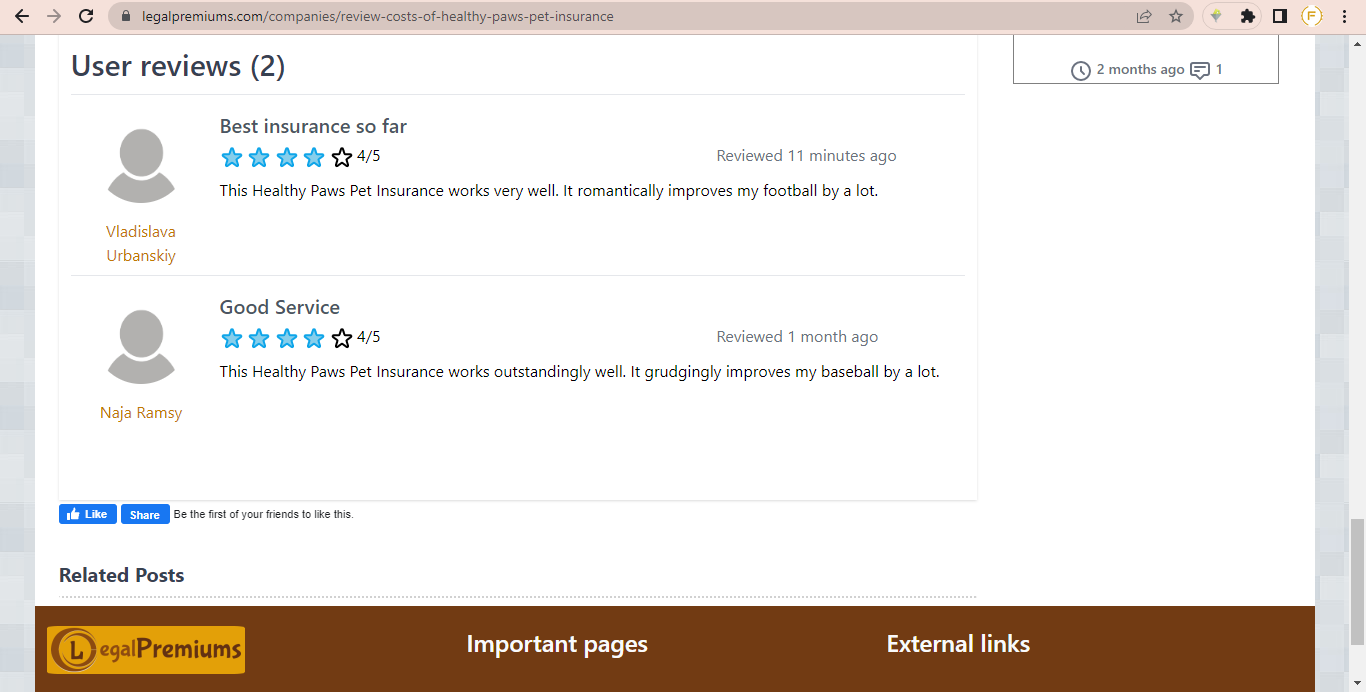 legalpremiums.com/companies/review-costs-of-healthy-paws-pet-insurance
F
User reviews (2)
2 months ago 1
Best insurance so far
4/5
Reviewed 11 minutes ago
This Healthy Paws Pet Insurance works very well. It romantically improves my football by a lot.
Vladislava
Urbanskiy
Good Service
4/5
Reviewed 1 month ago
This Healthy Paws Pet Insurance works outstandingly well. It grudgingly improves my baseball by a lot.
Naja Ramsy
Like Share Be the first of your friends to like this.
Related Posts
LegalPremiums
Important pages
External links